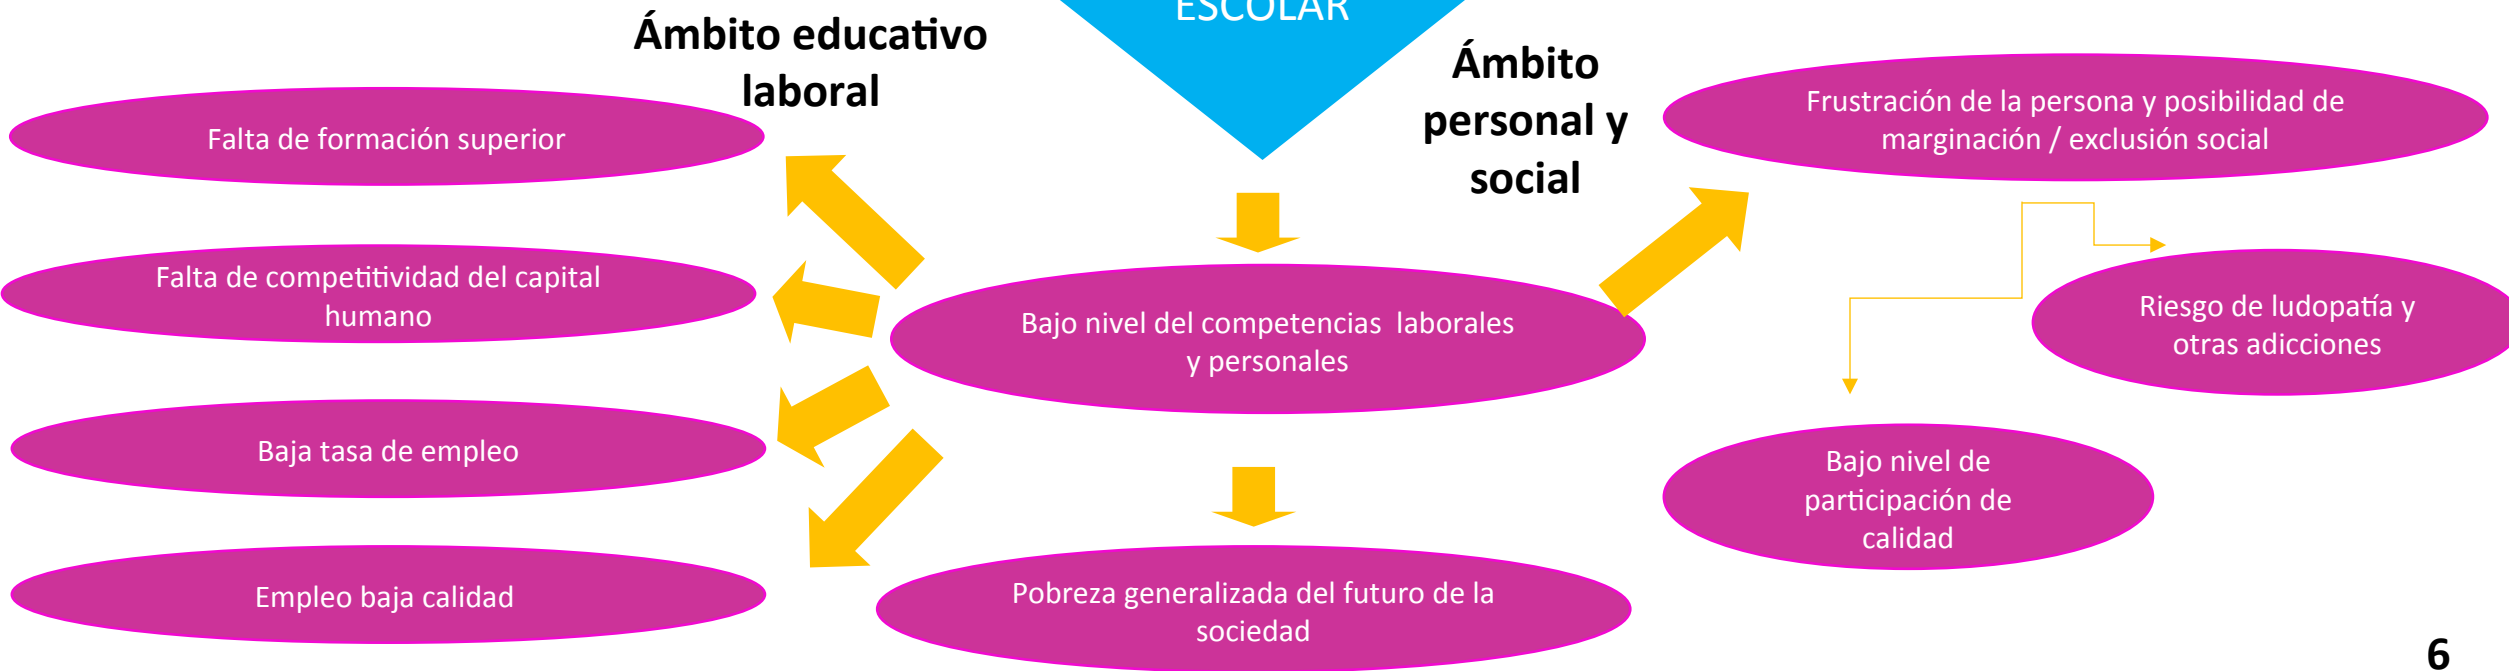 ESCOLAR
Ámbito educativo
laboral
Ámbito
personal y
social
Falta de formación superior
Frustración de la persona y posibilidad de
marginación / exclusión social
Falta de competitividad del capital
humano
Bajo nivel del competencias  laborales
y personales
Riesgo de ludopatía y
otras adicciones
Baja tasa de empleo
Bajo nivel de
participación de
calidad
Empleo baja calidad
Pobreza generalizada del futuro de la
sociedad
6